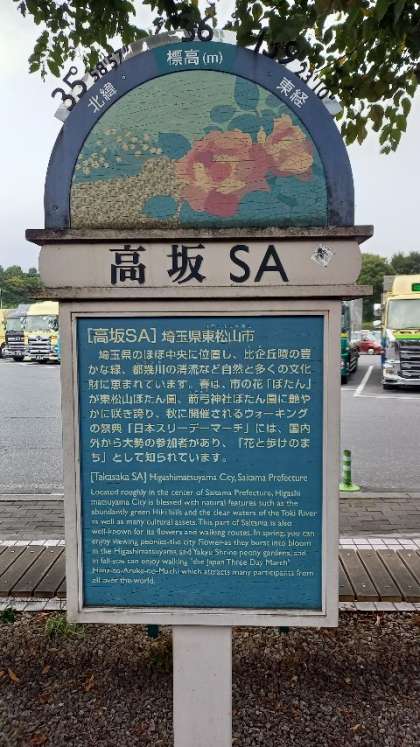 標高(m)
北緯
東経
35°
高坂 SA
[高坂SA] 埼玉県東松山市
埼玉県のほぼ中央に位置し、比企丘陵の豊
かな緑、都幾川の清流など自然と多くの文化
財に恵まれています。春は、市の花「ぼたん」
が東松山ぼたん園、箭弓神社ぼたん園に艶や
かに咲き誇り、秋に開催されるウォーキング
の祭典「日本スリーデーマーチ」には、国内
外から大勢の参加者があり、「花と歩けのま
ち」として知られています。
[Takasaka SA] Higashimatsuyama City, Saitama Prefecture
Located roughly in the center of Saitama Prefecture, Higashi
matsuyama City is blessed with natural features such as the
abundantly green Hiki hills and the clear waters of the Toki River
as well as many cultural assets. This part of Saitama is also
well-known for its flowers and walking routes. In spring, you can
enjoy viewing peonies-the city flower-as they burst into bloom
in the Higashimatsuyama and Yakyu Shrine peony gardens, and
in fall you can enjoy walking "the Japan Three Day March"
Hana-to-Aruke-no-Machi which attracts many participants from
all over the world.